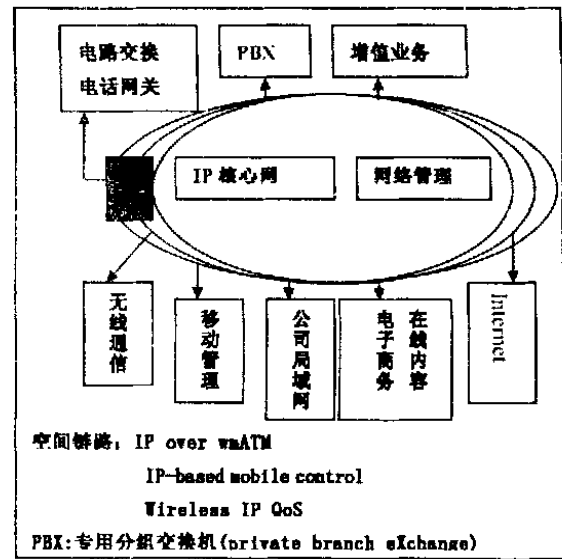 电路交换
电话网关
PBX
增值业务
IP 核心网
网络管理
无线通信
移动管理
公司局域网
电子商务
在线内容
Internet
空间链路：IP over wmATM
IP-based mobile control
Wireless IP QoS
PBX:专用分组交换机(private branch eXchange)